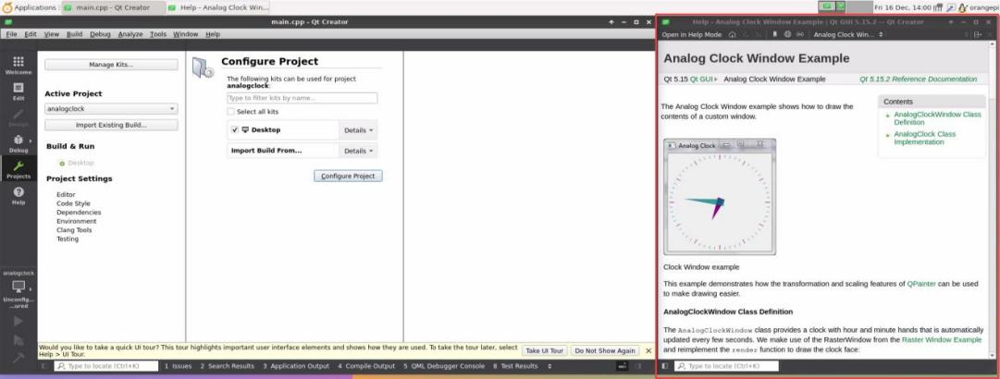 Applications
main.cpp - Qt Creator
Help - Analog Clock Win...
Fri 16 Dec, 14:00
orangepi
main.cpp - Qt Creator
File Edit View Build Debug Analyze Tools Window Help
Welcome
Edit
Design
Debug
Projects
Help
analogclock
Unconfig...
...ured
Manage Kits...
Active Project
analogclock
Import Existing Build...
Build & Run
Desktop
Project Settings
Editor
Code Style
Dependencies
Environment
Clang Tools
Testing
Configure Project
The following kits can be used for project
analogclock:
Type to filter kits by name...
Select all kits
Desktop Details
Import Build From... Details
Configure Project
Would you like to take a quick UI tour? This tour highlights important user interface elements and shows how they are used. To take the tour later, select
Help > UI Tour.
Take UI Tour Do Not Show Again
Type to locate (Ctrl+K) 1 Issues 2 Search Results 3 Application Output 4 Compile Output 5 QML Debugger Console 8 Test Results
Help - Analog Clock Window Example | Qt GUI 5.15.2 -- Qt Creator
Open in Help Mode Analog Clock Win...
Analog Clock Window Example
Qt 5.15 Qt GUI Analog Clock Window Example Qt 5.15.2 Reference Documentation
The Analog Clock Window example shows how to draw the
contents of a custom window.
Contents
AnalogClockWindow Class
Definition
AnalogClock Class
Implementation
Analog Clock
Clock Window example
This example demonstrates how the transformation and scaling features of QPainter can be used
to make drawing easier.
AnalogClockWindow Class Definition
The AnalogClockWindow class provides a clock with hour and minute hands that is automatically
updated every few seconds. We make use of the RasterWindow from the Raster Window Example
and reimplement the render function to draw the clock face:
Type to locate (Ctrl+K)